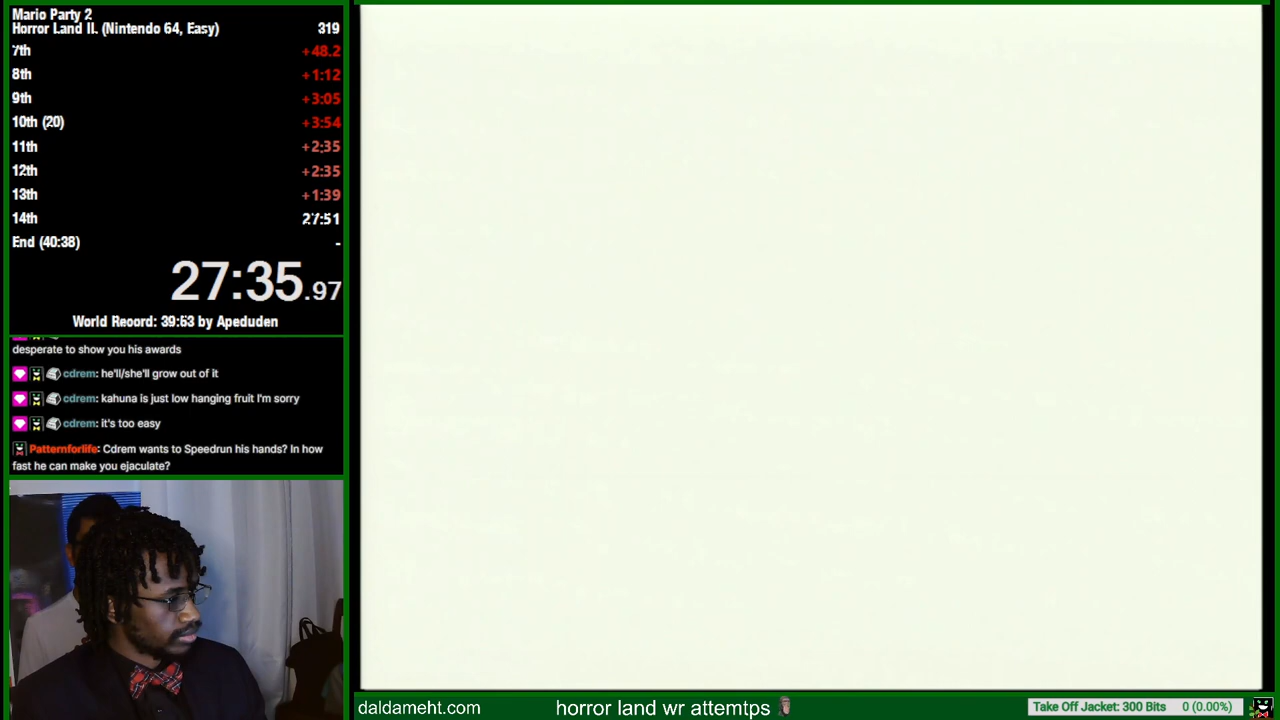 Mario Party 2
Horror Land II. (Nintendo 64, Easy) 319
7th +48.2
8th +1:12
9th +3:05
10th (20) +3:54
11th +2:35
12th +2:35
13th +1:39
14th 27:51
End (40:38) -
27:35.97
World Record: 39:53 by Apeduden
desperate to show you his awards
cdrem: he'll/she'll grow out of it
cdrem: kahuna is just low hanging fruit I'm sorry
cdrem: it's too easy
Patternforlife: Cdrem wants to Speedrun his hands? In how
fast he can make you ejaculate?
daldameht.com horror land wr attemtps Take Off Jacket: 300 Bits 0 (0.00%)